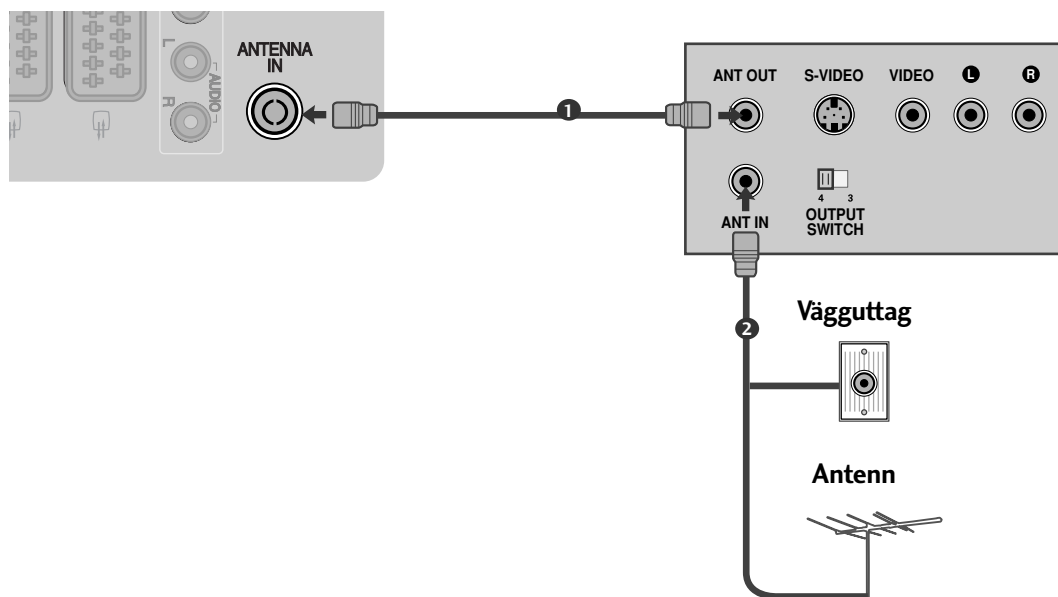 ANTENNA
IN
L
R
AUDIO
1
ANT OUT
S-VIDEO
VIDEO
L
R
ANT IN
4 3
OUTPUT
SWITCH
2
Vägguttag
Antenn